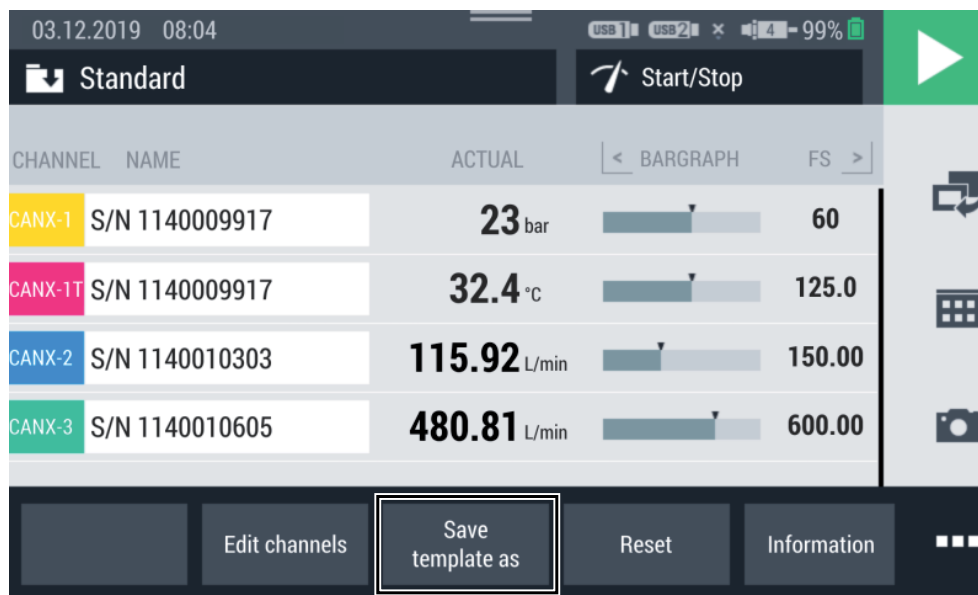 03.12.2019 08:04 USB 1 USB 2 4 99%
Standard Start/Stop
CHANNEL NAME ACTUAL < BARGRAPH FS >
CANX-1 S/N 1140009917 23 bar 60
CANX-1T S/N 1140009917 32.4 °C 125.0
CANX-2 S/N 1140010303 115.92 L/min 150.00
CANX-3 S/N 1140010605 480.81 L/min 600.00
Edit channels Save template as Reset Information